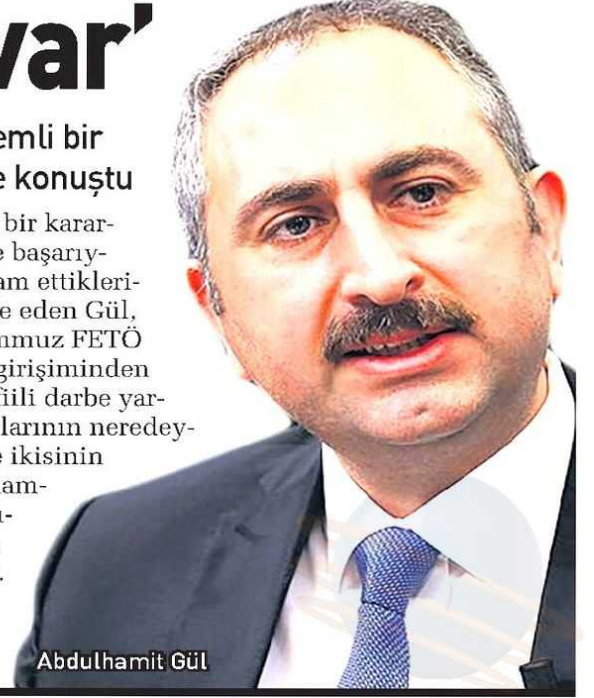 var’
emli bir
e konuştu
bir karar-
e başarıy-
am ettikleri-
e eden Gül,
mmuz FETÖ
girişiminden
fiili darbe yar-
larının neredey-
e ikisinin
am-
ı-
Abdulhamit Gül